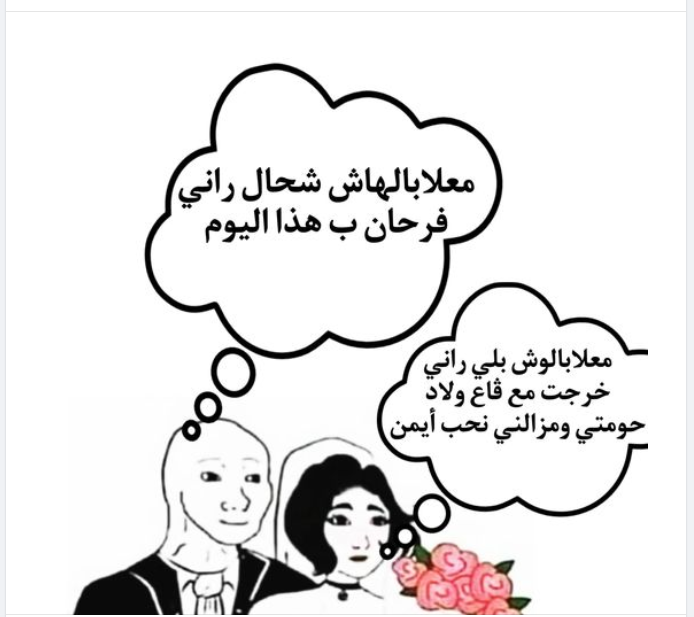 معلابالهاش شحال راني
فرحان ب هذا اليوم
معلابالوش بلي راني
خرجت مع ڨاع ولاد
حومتي ومزالني نحب أيمن